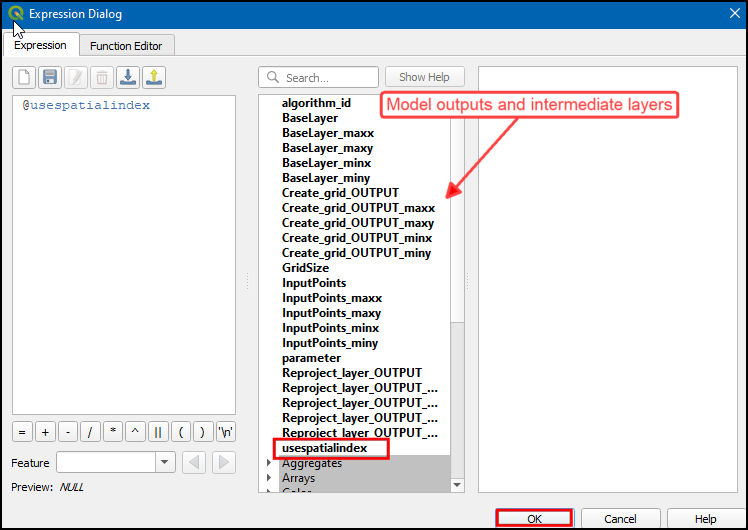 Expression Dialog
Expression
Function Editor
Search...
Show Help
@usespatialindex
algorithm_id
BaseLayer
BaseLayer_maxx
BaseLayer_maxy
BaseLayer_minx
BaseLayer_miny
Create_grid_OUTPUT
Create_grid_OUTPUT_maxx
Create_grid_OUTPUT_maxy
Create_grid_OUTPUT_minx
Create_grid_OUTPUT_miny
GridSize
InputPoints
InputPoints_maxx
InputPoints_maxy
InputPoints_minx
InputPoints_miny
parameter
Reproject_layer_OUTPUT
Reproject_layer_OUTPUT_...
Reproject_layer_OUTPUT_...
Reproject_layer_OUTPUT_...
Reproject_layer_OUTPUT_...
usespatialindex
Aggregates
Arrays
Color
Model outputs and intermediate layers
= + - / * ^ || ( ) '\n'
Feature
Preview: NULL
OK
Cancel
Help